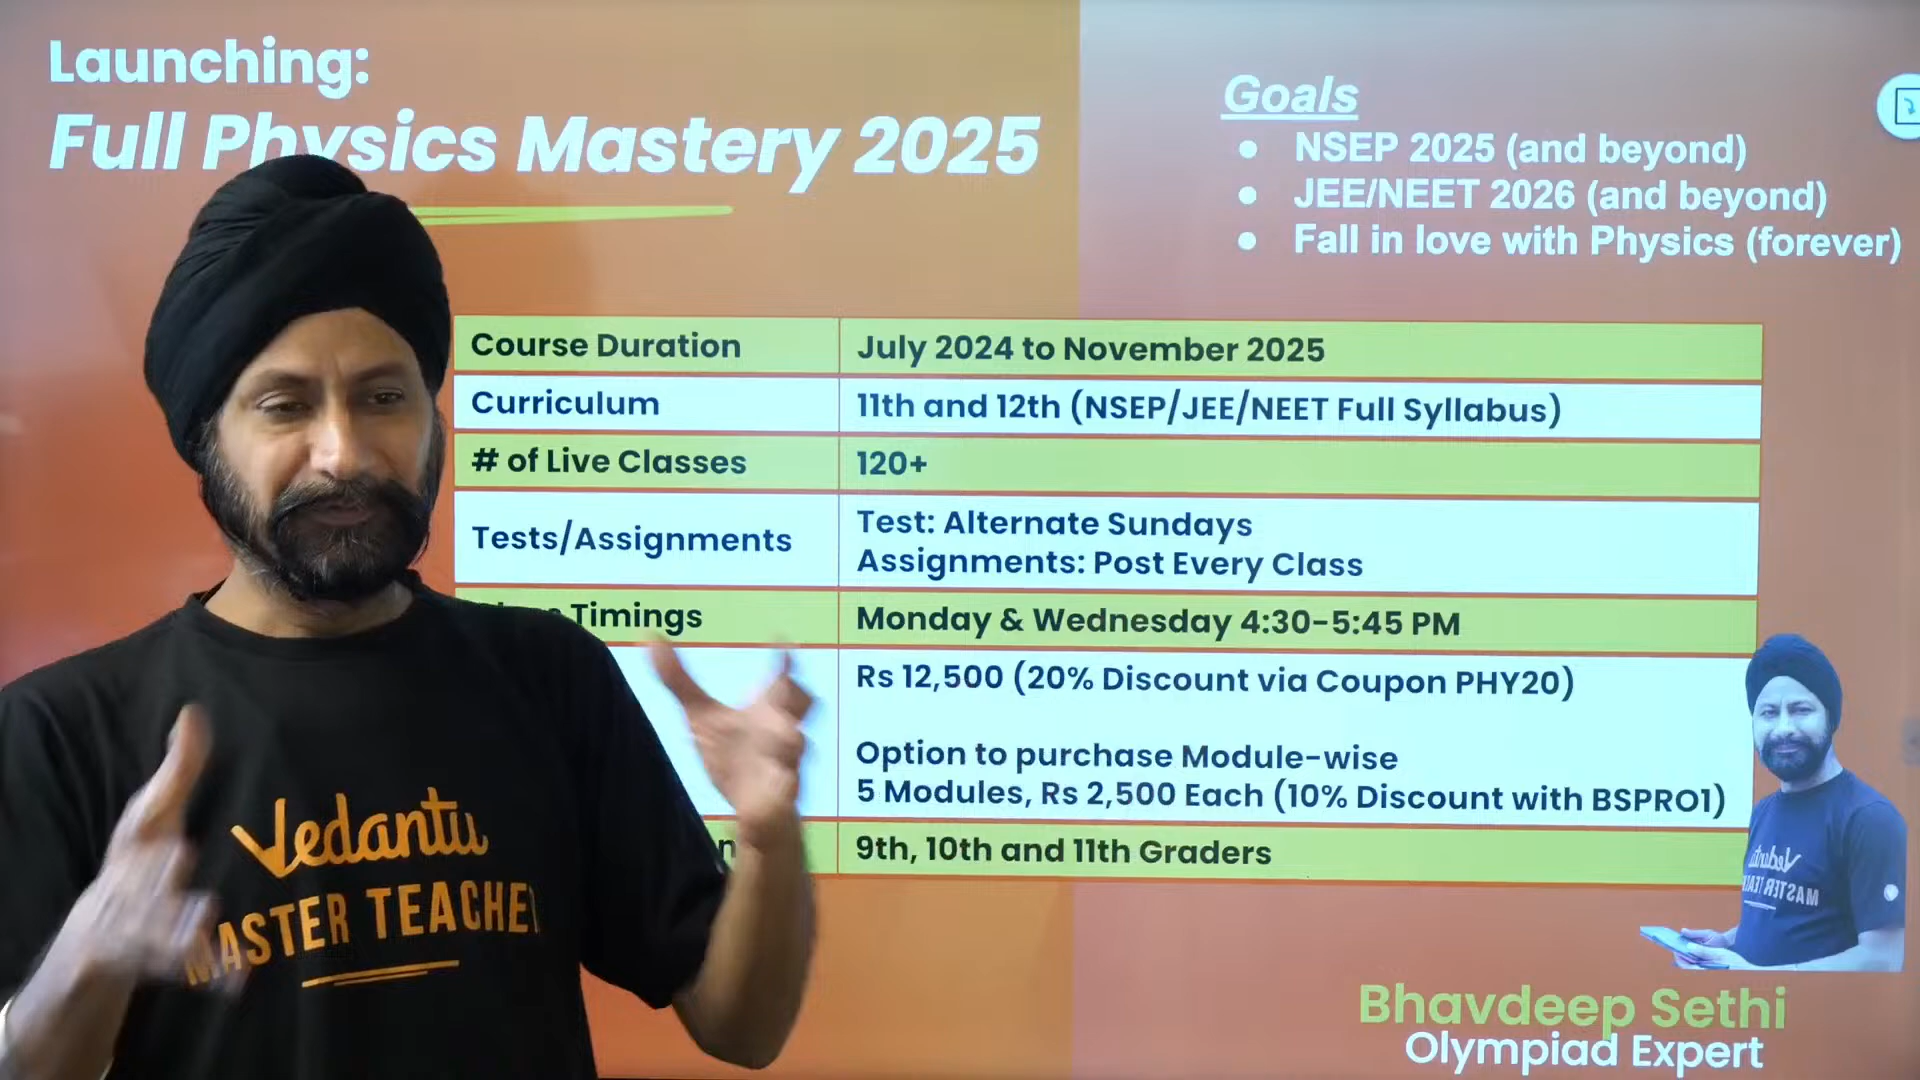 Launching:
Full Physics Mastery 2025
Goals
NSEP 2025 (and beyond)
JEE/NEET 2026 (and beyond)
Fall in love with Physics (forever)
Course Duration
July 2024 to November 2025
Curriculum
11th and 12th (NSEP/JEE/NEET Full Syllabus)
# of Live Classes
120+
Tests/Assignments
Test: Alternate Sundays
Assignments: Post Every Class
Timings
Monday & Wednesday 4:30-5:45 PM
Rs 12,500 (20% Discount via Coupon PHY20)
Option to purchase Module-wise
5 Modules, Rs 2,500 Each (10% Discount with BSPRO1)
9th, 10th and 11th Graders
Vedantu
MASTER TEACHER
Vedantu
MASTER
Bhavdeep Sethi
Olympiad Expert